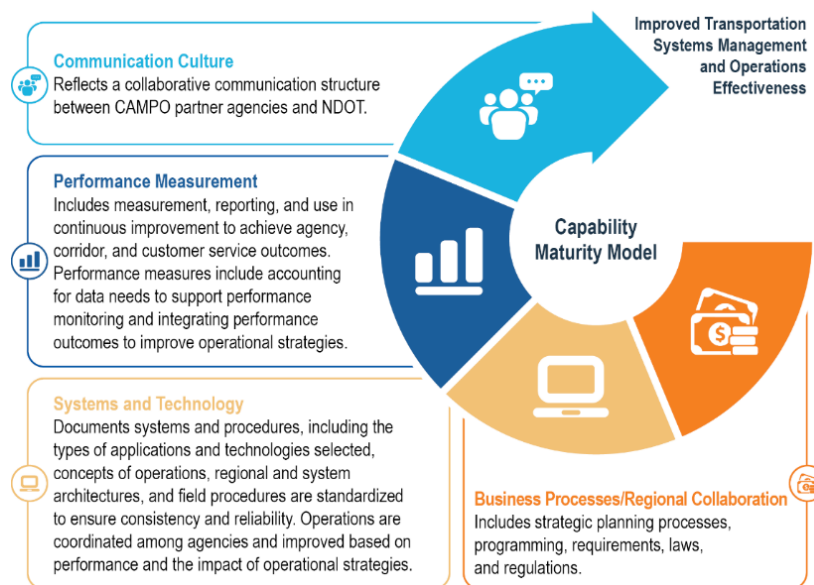 Communication Culture
Reflects a collaborative communication structure
between CAMPO partner agencies and NDOT.
Improved Transportation
Systems Management
and Operations
Effectiveness
Performance Measurement
Includes measurement, reporting, and use in
continuous improvement to achieve agency,
corridor, and customer service outcomes.
Performance measures include accounting
for data needs to support performance
monitoring and integrating performance
outcomes to improve operational strategies.
Capability
Maturity Model
$
Systems and Technology
Documents systems and procedures, including the
types of applications and technologies selected,
concepts of operations, regional and system
architectures, and field procedures are standardized
to ensure consistency and reliability. Operations are
coordinated among agencies and improved based on
performance and the impact of operational strategies.
Business Processes/Regional Collaboration
Includes strategic planning processes,
programming, requirements, laws,
and regulations.